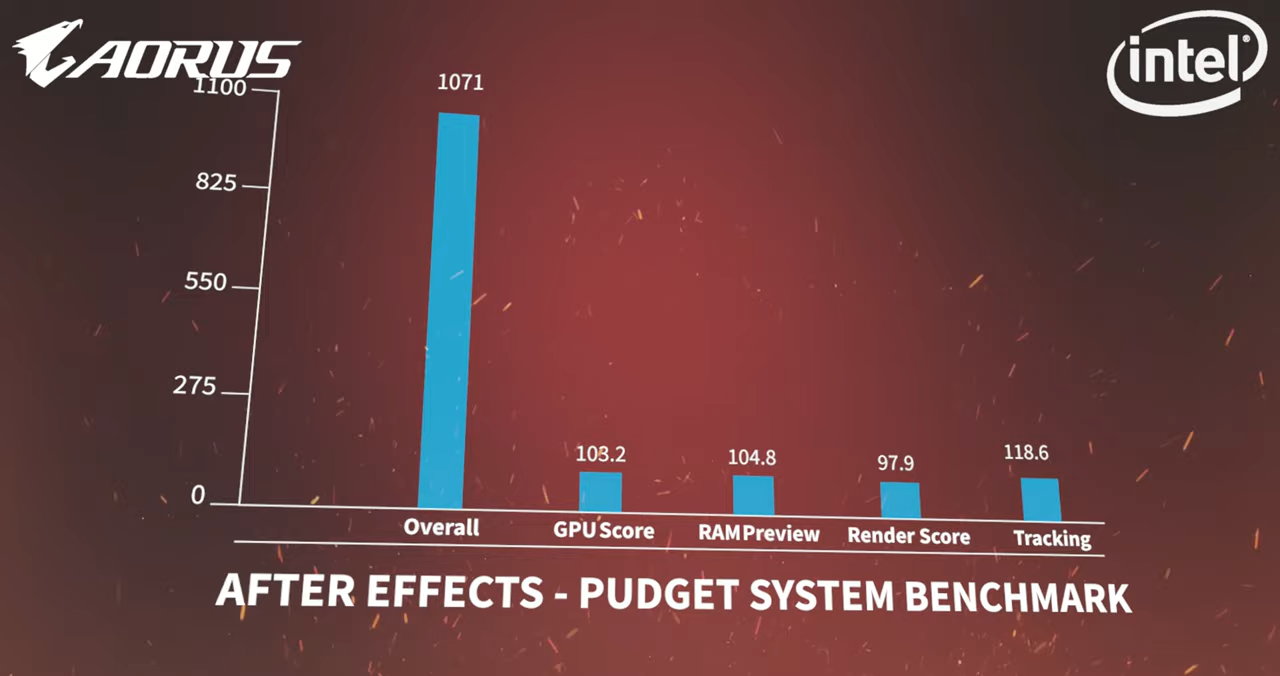 AORUS
intel®
1100
1071
825
550
275
108.2
104.8
97.9
118.6
0
Overall
GPU Score
RAM Preview
Render Score
Tracking
AFTER EFFECTS - PUDGET SYSTEM BENCHMARK